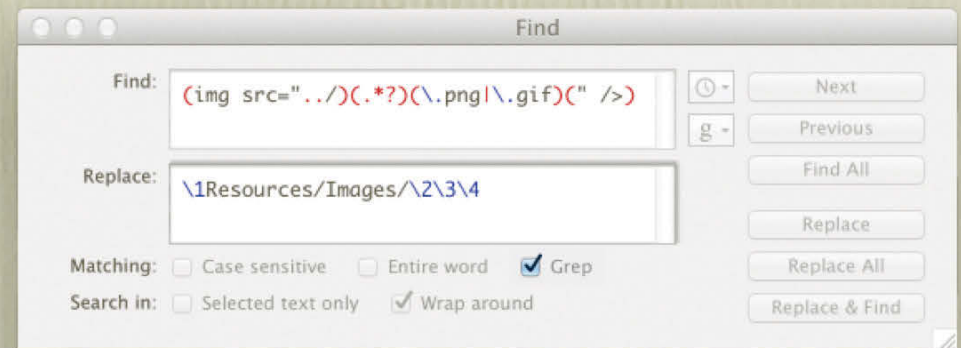 Find
Find: (img src="../)(.*?)(\.png|\.gif)(" />) Next
g Previous
Find All
Replace: \1Resources/Images/\2\3\4
Replace
Matching: Case sensitive Entire word Grep Replace All
Search in: Selected text only Wrap around Replace & Find